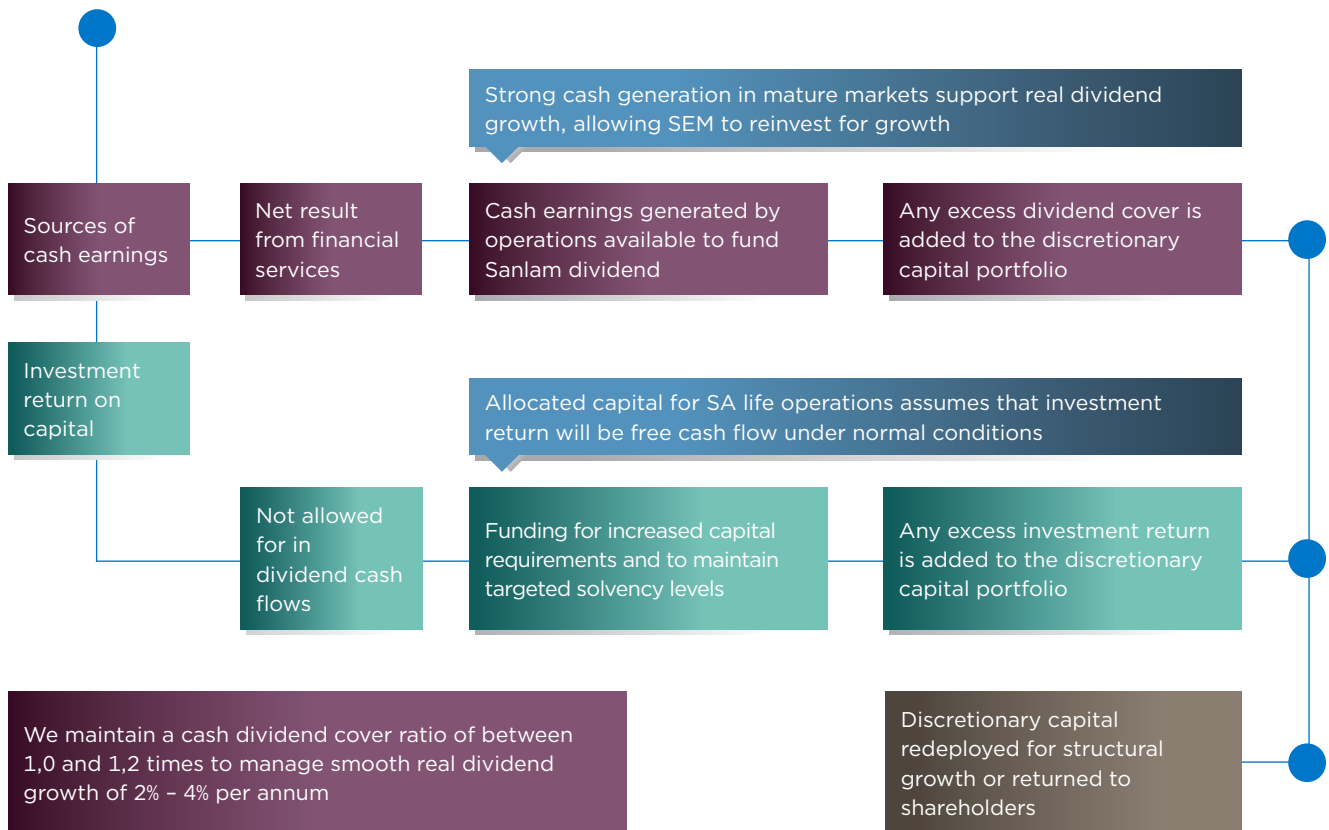 Strong cash generation in mature markets support real dividend
growth, allowing SEM to reinvest for growth
Sources of
cash earnings
Net result
from financial
services
Cash earnings generated by
operations available to fund
Sanlam dividend
Any excess dividend cover is
added to the discretionary
capital portfolio
Investment
return on
capital
Allocated capital for SA life operations assumes that investment
return will be free cash flow under normal conditions
Not allowed
for in
dividend cash
flows
Funding for increased capital
requirements and to maintain
targeted solvency levels
Any excess investment return
is added to the discretionary
capital portfolio
We maintain a cash dividend cover ratio of between
1,0 and 1,2 times to manage smooth real dividend
growth of 2% – 4% per annum
Discretionary capital
redeployed for structural
growth or returned to
shareholders